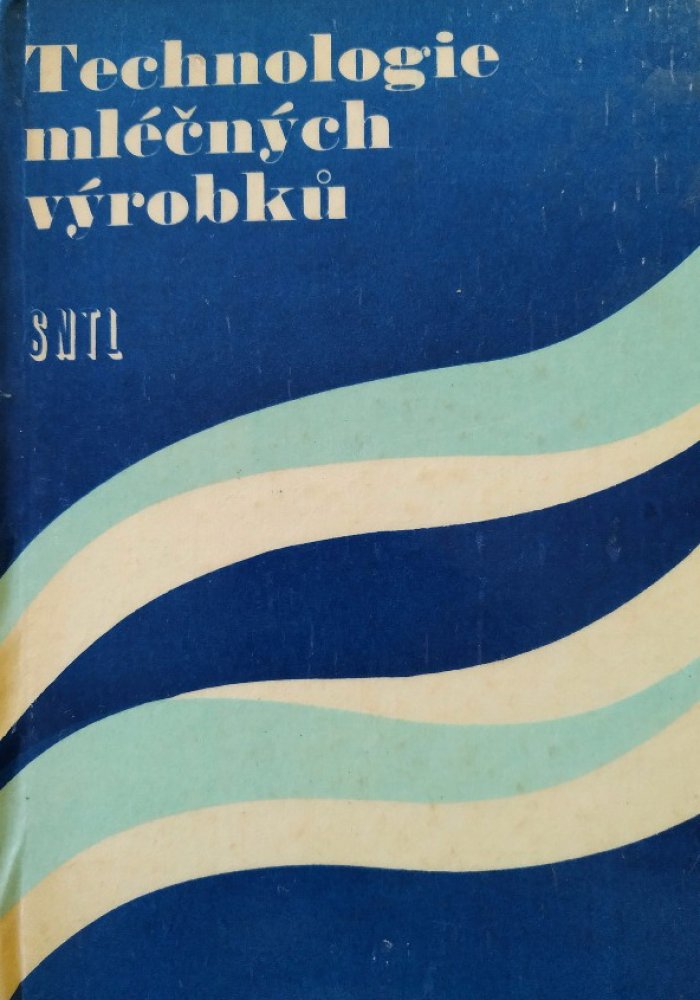 Technologie
mléčných
výrobků
SNTL